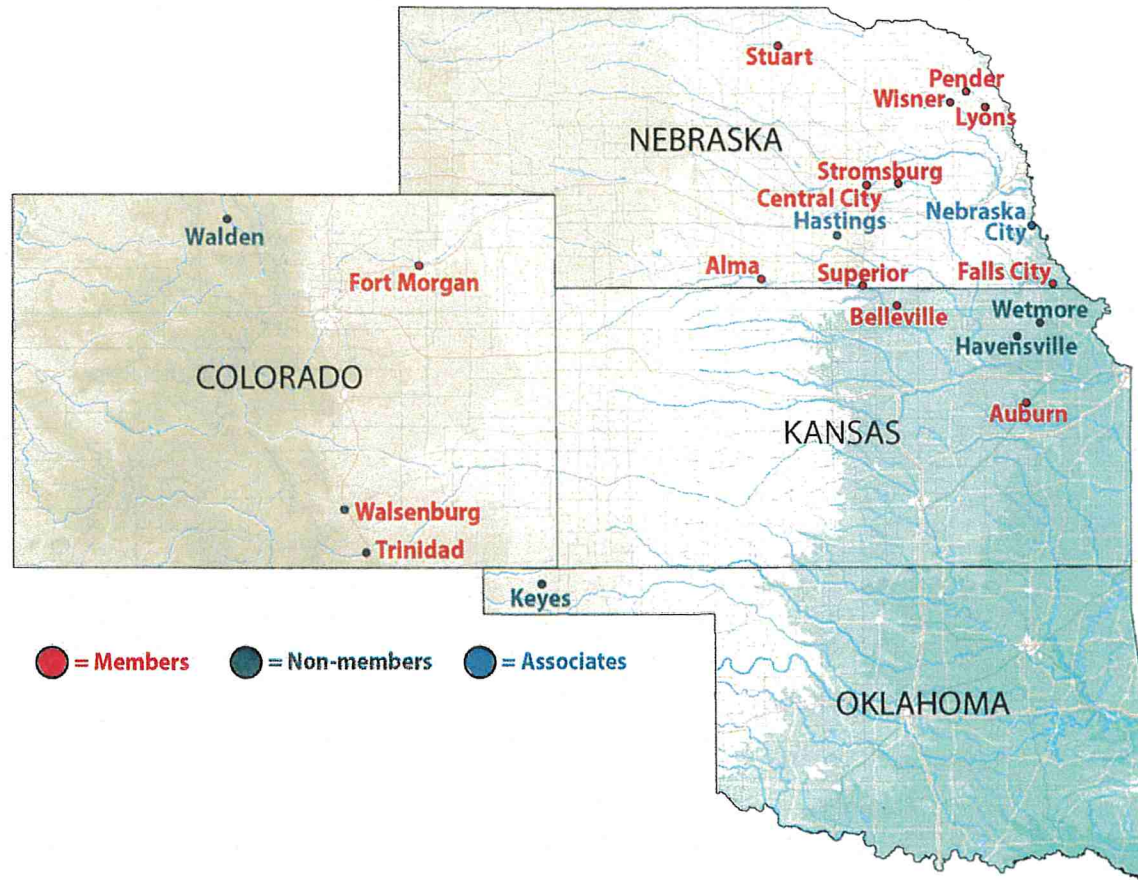 Stuart
Pender
Wisner
Lyons
NEBRASKA
Stromsburg
Central City
Hastings
Nebraska
City
Walden
Fort Morgan
Alma
Superior
Falls City
Belleville
Wetmore
Havensville
COLORADO
Auburn
KANSAS
Walsenburg
Trinidad
Keyes
= Members
= Non-members
= Associates
OKLAHOMA